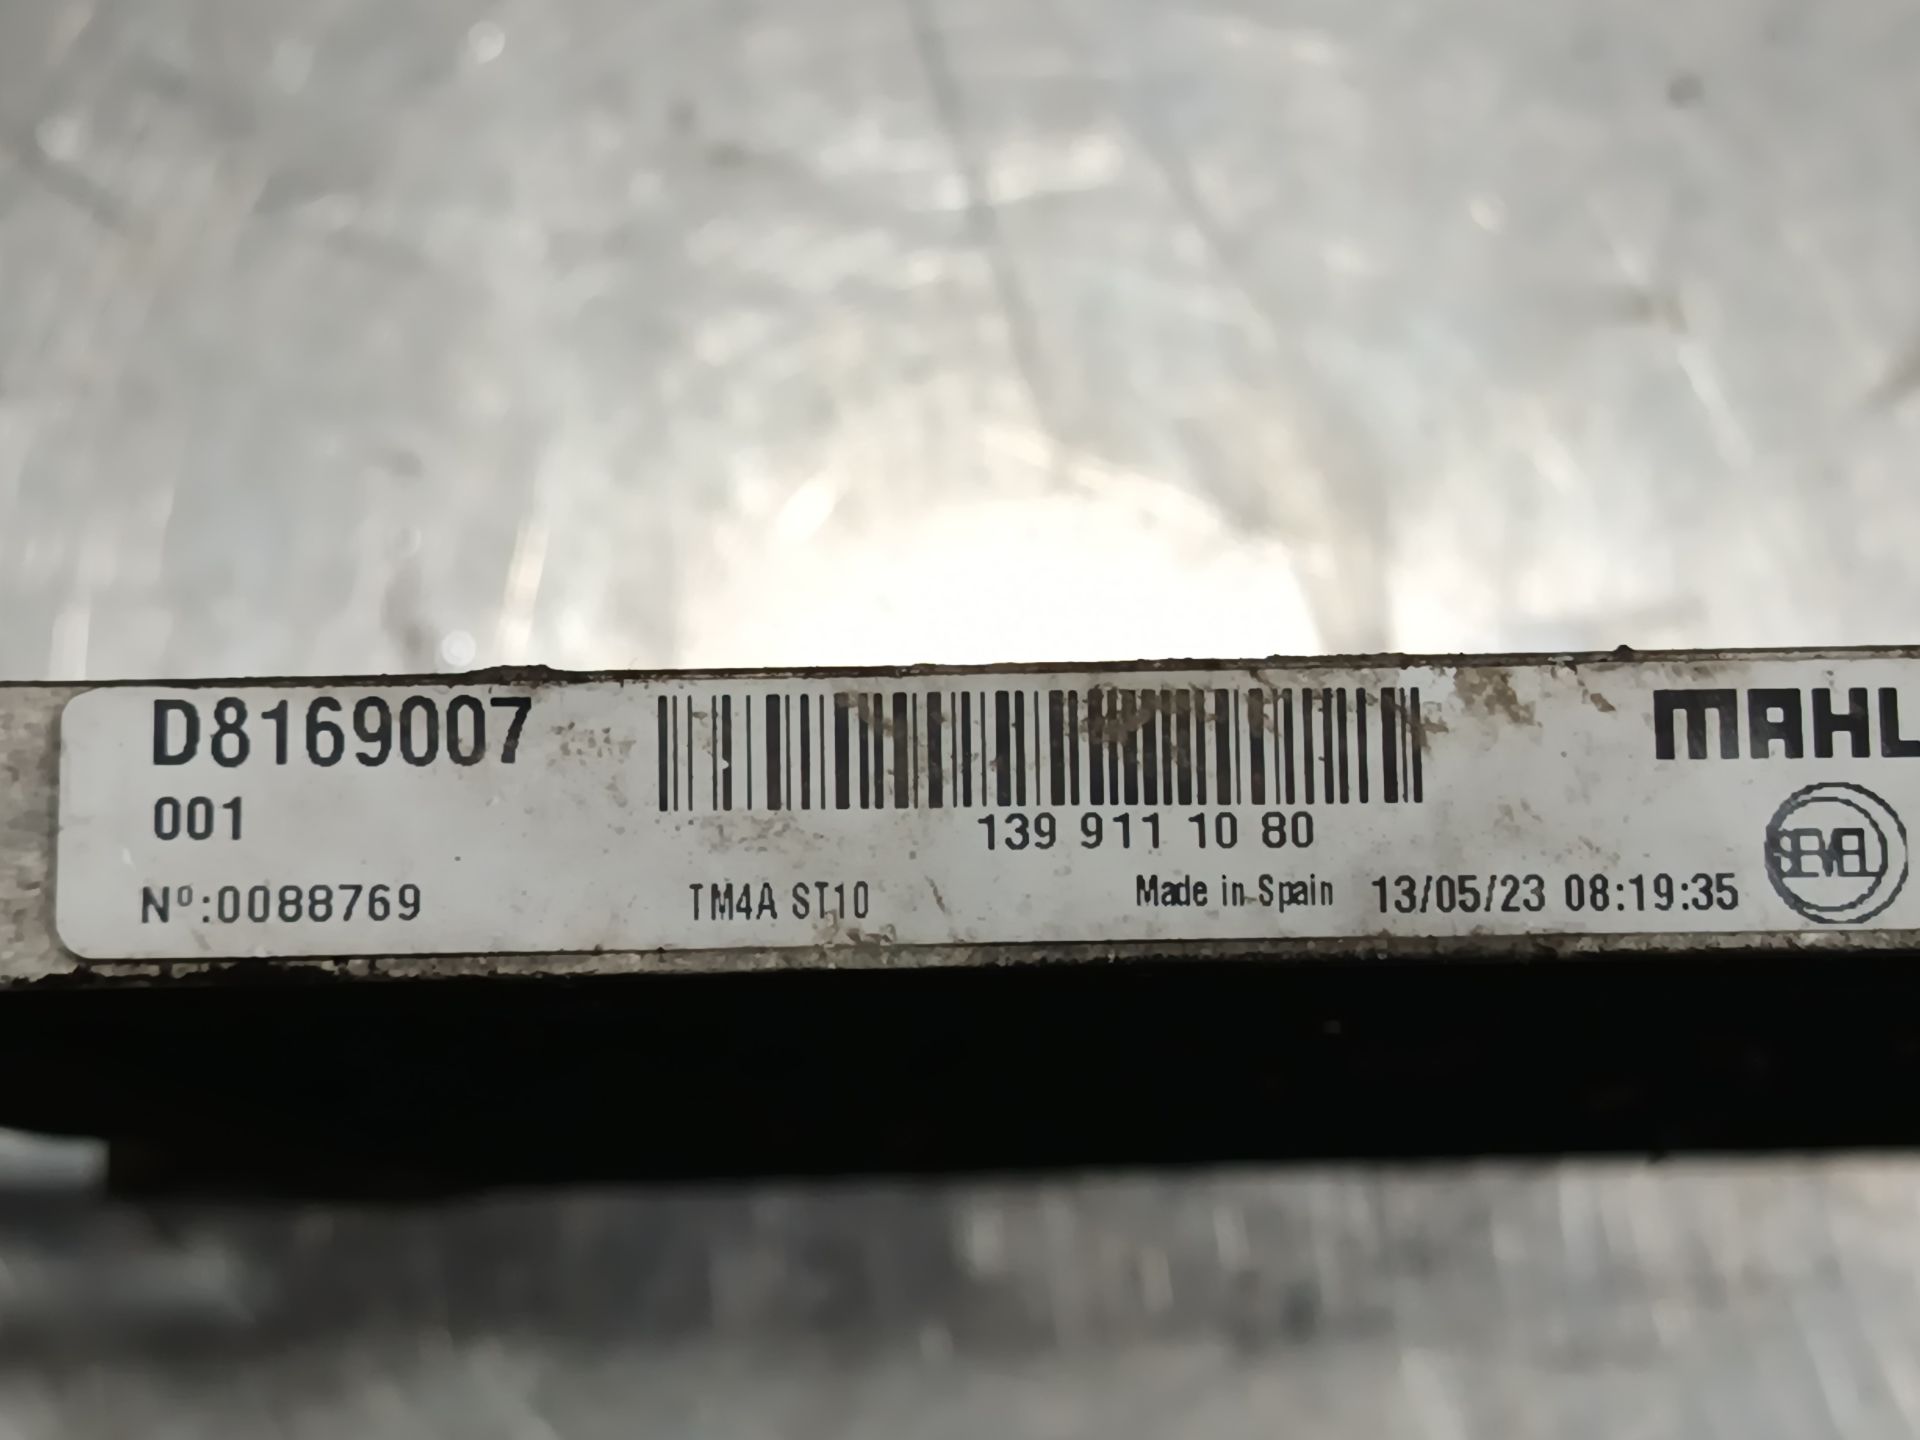 D8169007
001
139 911 10 80
MAHL
SEVEL
Nº:0088769
TM4A ST10
Made in Spain
13/05/23 08:19:35